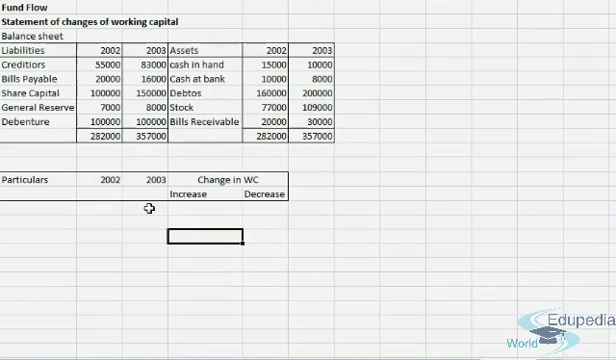 Fund Flow
Statement of changes of working capital
Balance sheet
Liabilities 2002 2003 Assets 2002 2003
Creditiors 55000 83000 cash in hand 15000 10000
Bills Payable 20000 16000 Cash at bank 10000 8000
Share Capital 100000 150000 Debtos 160000 200000
General Reserve 7000 8000 Stock 77000 109000
Debenture 100000 100000 Bills Receivable 20000 30000
282000 357000 282000 357000
Particulars 2002 2003 Change in WC
Increase Decrease
Edupedia
World